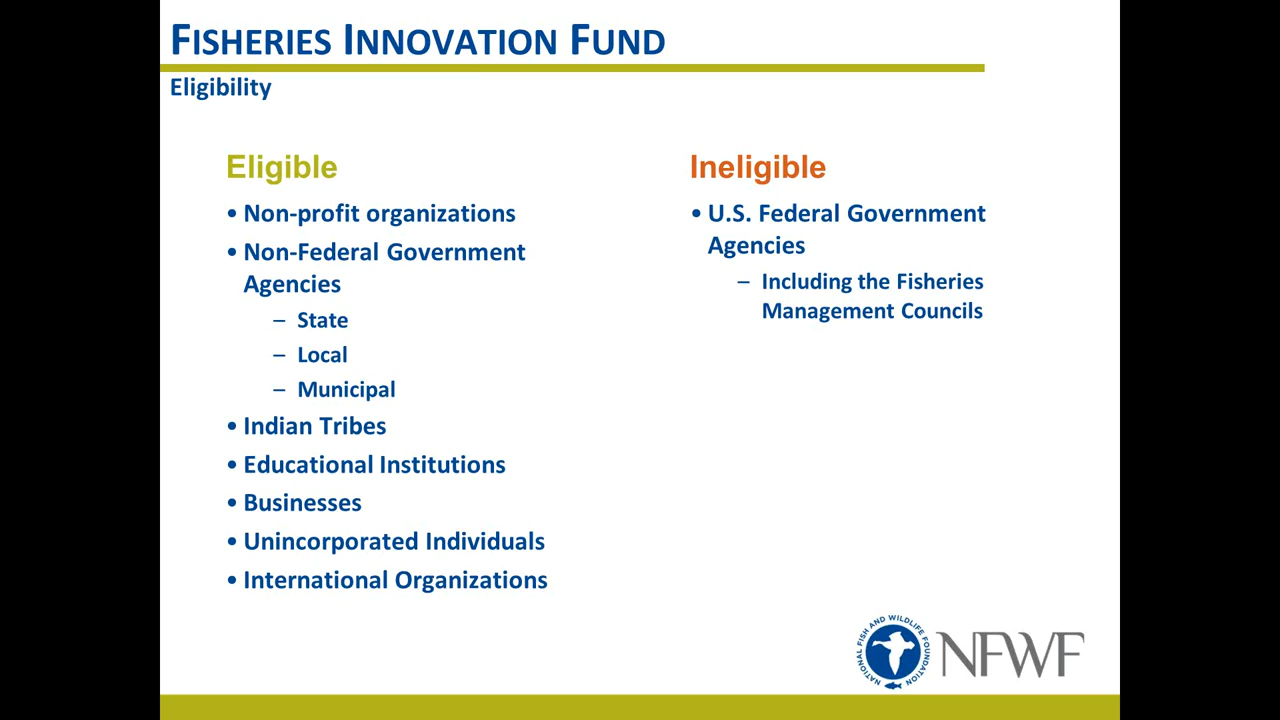 FISHERIES INNOVATION FUND
Eligibility
Eligible
• Non-profit organizations
• Non-Federal Government
Agencies
– State
– Local
– Municipal
• Indian Tribes
• Educational Institutions
• Businesses
• Unincorporated Individuals
• International Organizations
Ineligible
• U.S. Federal Government
Agencies
– Including the Fisheries
Management Councils
NATIONAL FISH AND WILDLIFE FOUNDATION
NFWF